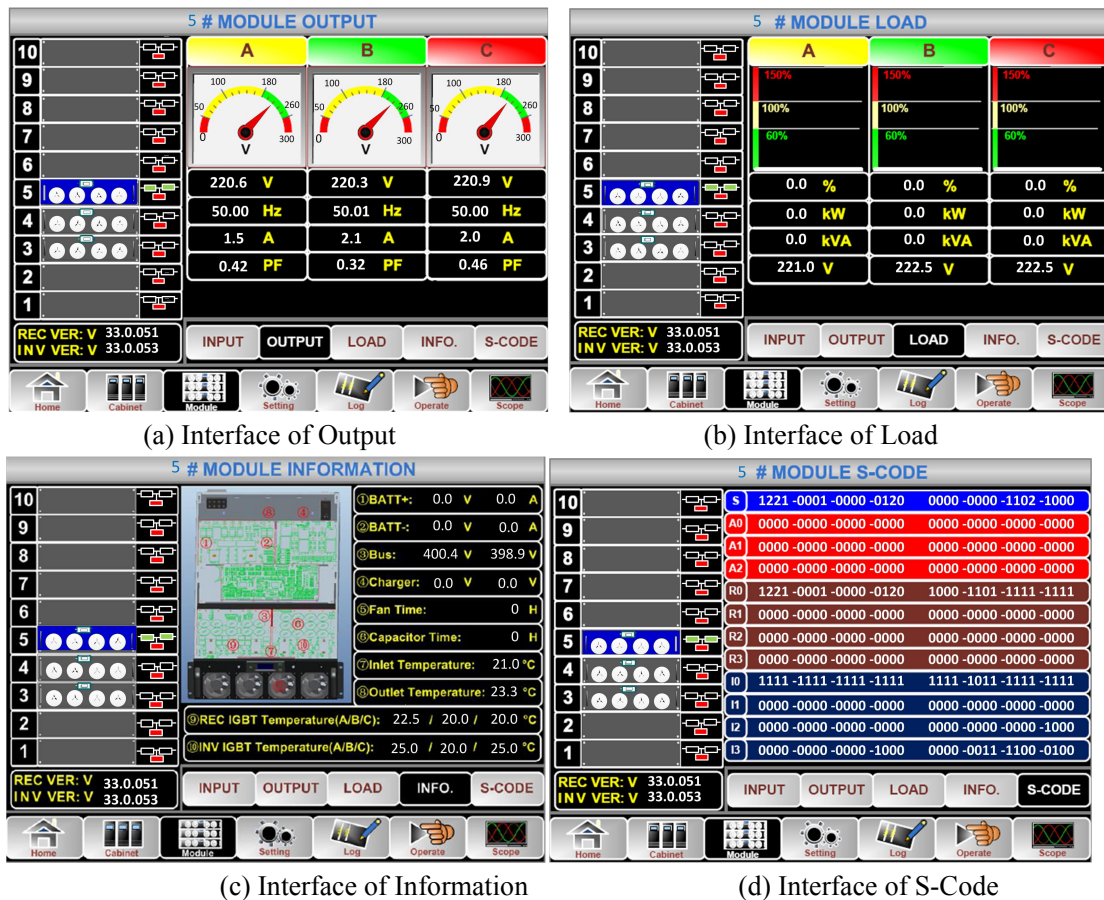 5 # MODULE OUTPUT
10
9
8
7
6
5
4
3
2
1
A B C
0 50 100 180 260 300 V
0 50 100 180 260 300 V
0 50 100 180 260 300 V
220.6 V 220.3 V 220.9 V
50.00 Hz 50.01 Hz 50.00 Hz
1.5 A 2.1 A 2.0 A
0.42 PF 0.32 PF 0.46 PF
REC VER: V 33.0.051
INV VER: V 33.0.053
INPUT OUTPUT LOAD INFO. S-CODE
Home Cabinet Module Setting Log Operate Scope
(a) Interface of Output
5 # MODULE LOAD
10
9
8
7
6
5
4
3
2
1
A B C
150% 150% 150%
100% 100% 100%
60% 60% 60%
0.0 % 0.0 % 0.0 %
0.0 kW 0.0 kW 0.0 kW
0.0 kVA 0.0 kVA 0.0 kVA
221.0 V 222.5 V 222.5 V
REC VER: V 33.0.051
INV VER: V 33.0.053
INPUT OUTPUT LOAD INFO. S-CODE
Home Cabinet Module Setting Log Operate Scope
(b) Interface of Load
5 # MODULE INFORMATION
10
9
8
7
6
5
4
3
2
1
⑧ ④
① ②
③ ⑥
⑨ ⑦ ⑩
①BATT+: 0.0 V 0.0 A
②BATT-: 0.0 V 0.0 A
③Bus: 400.4 V 398.9 V
④Charger: 0.0 V 0.0 V
⑤Fan Time: 0 H
⑥Capacitor Time: 0 H
⑦Inlet Temperature: 21.0 °C
⑧Outlet Temperature: 23.3 °C
⑨REC IGBT Temperature(A/B/C): 22.5 / 20.0 / 20.0 °C
⑩INV IGBT Temperature(A/B/C): 25.0 / 20.0 / 25.0 °C
REC VER: V 33.0.051
INV VER: V 33.0.053
INPUT OUTPUT LOAD INFO. S-CODE
Home Cabinet Module Setting Log Operate Scope
(c) Interface of Information
5 # MODULE S-CODE
10
9
8
7
6
5
4
3
2
1
S 1221 -0001 -0000 -0120 0000 -0000 -1102 -1000
A0 0000 -0000 -0000 -0000 0000 -0000 -0000 -0000
A1 0000 -0000 -0000 -0000 0000 -0000 -0000 -0000
A2 0000 -0000 -0000 -0000 0000 -0000 -0000 -0000
R0 1221 -0001 -0000 -0120 1000 -1101 -1111 -1111
R1 0000 -0000 -0000 -0000 0000 -0000 -0000 -0000
R2 0000 -0000 -0000 -0000 0000 -0000 -0000 -0000
R3 0000 -0000 -0000 -0000 0000 -0000 -0000 -0000
I0 1111 -1111 -1111 -1111 1111 -1011 -1111 -1111
I1 0000 -0000 -0000 -0000 0000 -0000 -0000 -0000
I2 0000 -0000 -0000 -0000 0000 -0000 -0000 -1000
I3 0000 -0000 -0000 -1000 0000 -0011 -1100 -0100
REC VER: V 33.0.051
INV VER: V 33.0.053
INPUT OUTPUT LOAD INFO. S-CODE
Home Cabinet Module Setting Log Operate Scope
(d) Interface of S-Code